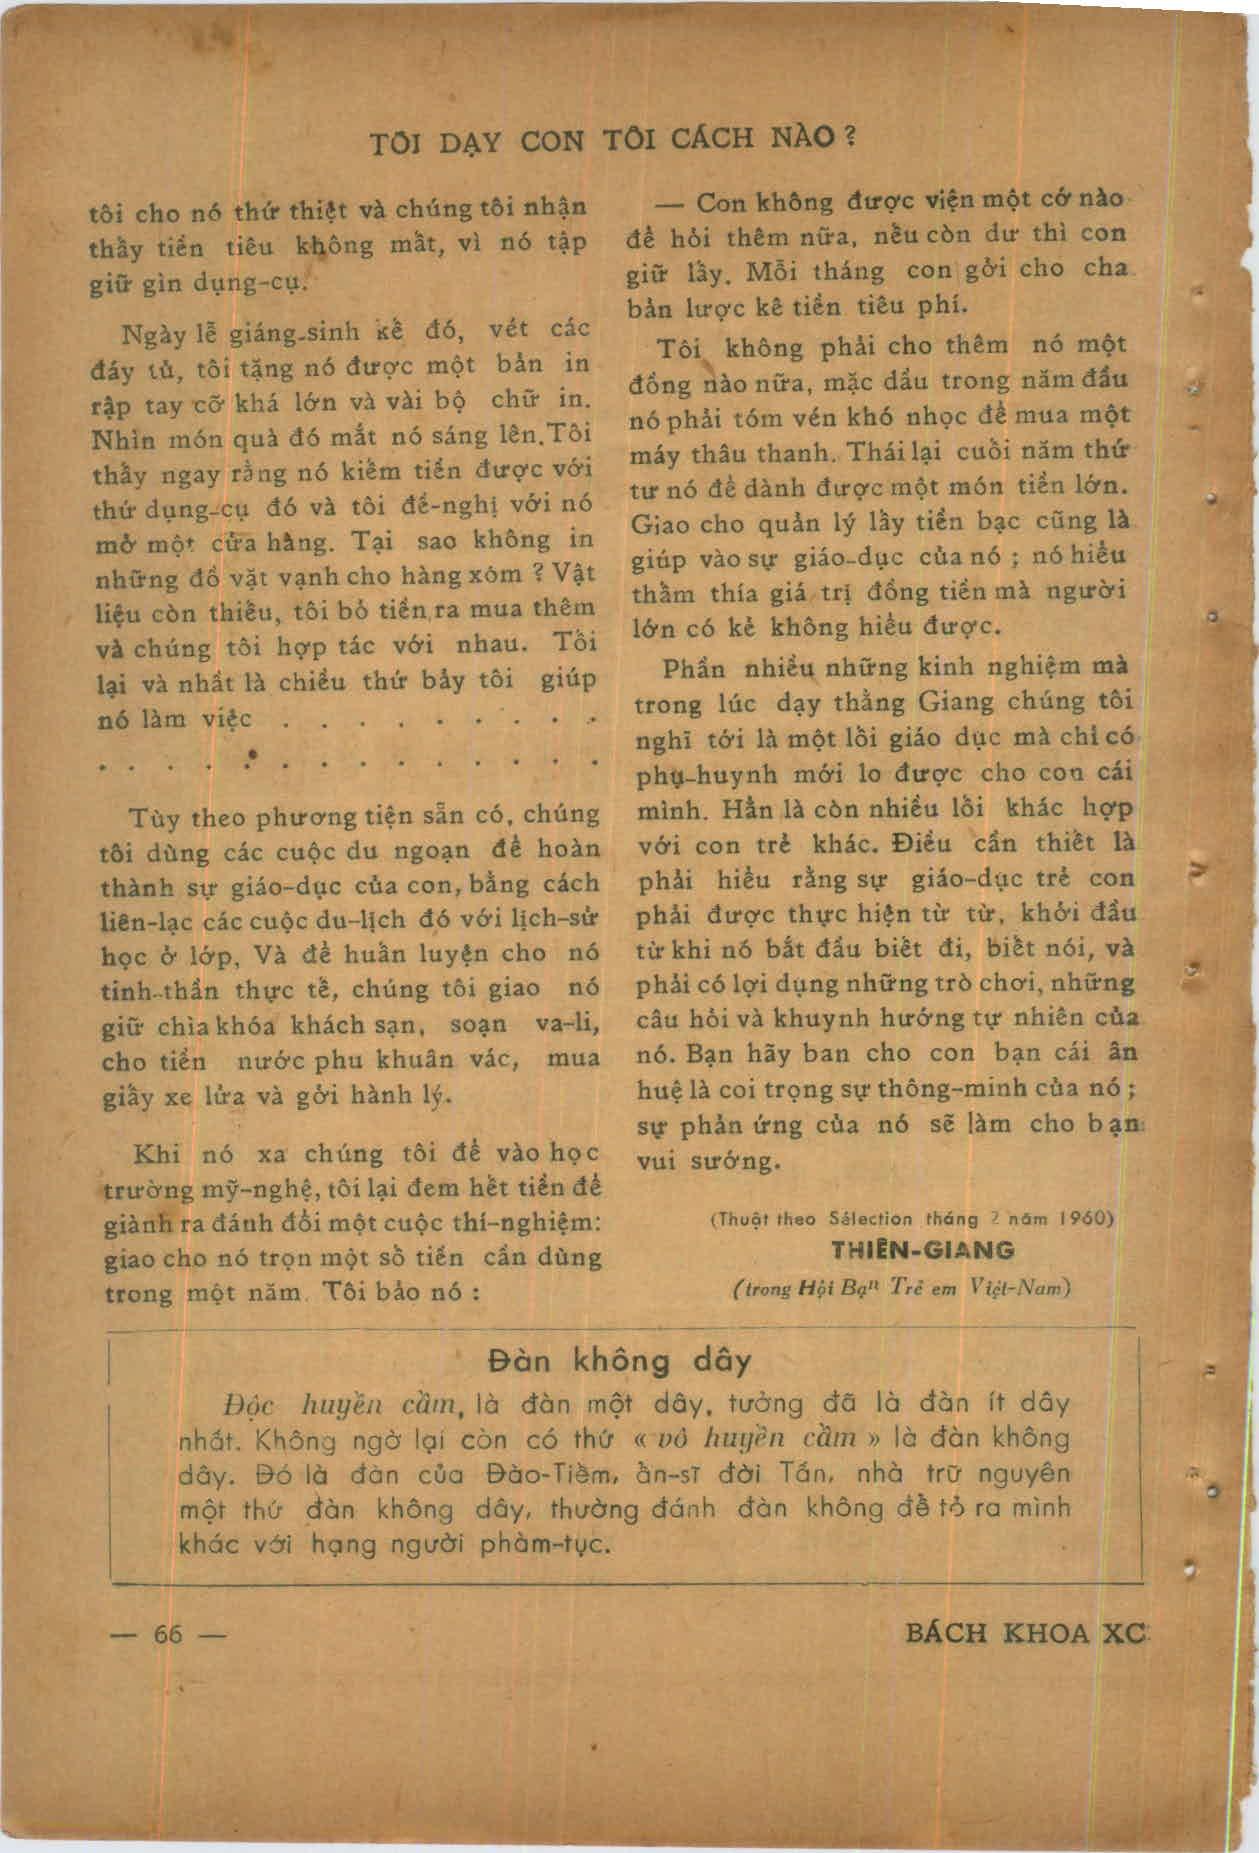 TÔI DẠY CON TÔI CÁCH NÀO ?
tôi cho nó thứ thiệt và chúng tôi nhận
thấy tiền tiêu không mất, vì nó tập
giữ gìn dụng-cụ.
Ngày lễ giáng-sinh kế đó, vét các
đáy tủ, tôi tặng nó được một bản in
rập tay cỡ khá lớn và vài bộ chữ in.
Nhìn món quà đó mắt nó sáng lên. Tôi
thấy ngay rằng nó kiếm tiền được với
thứ dụng-cụ đó và tôi đề-nghị với nó
mở một cửa hàng. Tại sao không in
những đồ vặt vạnh cho hàng xóm ? Vật
liệu còn thiếu, tôi bỏ tiền ra mua thêm
và chúng tôi hợp tác với nhau. Tối
lại và nhất là chiều thứ bảy tôi giúp
nó làm việc . . . . . . . . . .
. . . . . . . . . . . . . . .
Tùy theo phương tiện sẵn có, chúng
tôi dùng các cuộc du ngoạn để hoàn
thành sự giáo-dục của con, bằng cách
liên-lạc các cuộc du-lịch đó với lịch-sử
học ở lớp, Và để huấn luyện cho nó
tinh-thần thực tế, chúng tôi giao nó
giữ chìa khóa khách sạn, soạn va-li,
cho tiền nước phu khuân vác, mua
giấy xe lửa và gởi hành lý.
Khi nó xa chúng tôi để vào học
trường mỹ-nghệ, tôi lại đem hết tiền để
giành ra đánh đổi một cuộc thí-nghiệm:
giao cho nó trọn một số tiền cần dùng
trong một năm. Tôi bảo nó :
— Con không được viện một cớ nào
để hỏi thêm nữa, nếu còn dư thì con
giữ lấy. Mỗi tháng con gởi cho cha
bản lược kê tiền tiêu phí.
Tôi không phải cho thêm nó một
đồng nào nữa, mặc dầu trong năm đầu
nó phải tóm vén khó nhọc để mua một
máy thâu thanh. Thái lại cuối năm thứ
tư nó để dành được một món tiền lớn.
Giao cho quản lý lấy tiền bạc cũng là
giúp vào sự giáo-dục của nó ; nó hiểu
thấm thía giá trị đồng tiền mà người
lớn có kẻ không hiểu được.
Phần nhiều những kinh nghiệm mà
trong lúc dạy thằng Giang chúng tôi
nghĩ tới là một lối giáo dục mà chỉ có
phụ-huynh mới lo được cho con cái
mình. Hẳn là còn nhiều lối khác hợp
với con trẻ khác. Điều cần thiết là
phải hiểu rằng sự giáo-dục trẻ con
phải được thực hiện từ từ, khởi đầu
từ khi nó bắt đầu biết đi, biết nói, và
phải có lợi dụng những trò chơi, những
câu hỏi và khuynh hướng tự nhiên của
nó. Bạn hãy ban cho con bạn cái ân
huệ là coi trọng sự thông-minh của nó ;
sự phản ứng của nó sẽ làm cho bạn
vui sướng.
(Thuật theo Sélection tháng 2 năm 1960)
THIÊN-GIANG
(trong Hội Bạn Trẻ em Việt-Nam)
Đàn không dây
Độc huyền cầm, là đàn một dây, tưởng đã là đàn ít dây
nhất. Không ngờ lại còn có thứ « vô huyền cầm » là đàn không
dây. Đó là đàn của Đào-Tiềm, ẩn-sĩ đời Tấn, nhà trữ nguyên
một thứ đàn không dây, thường đánh đàn không để tỏ ra mình
khác với hạng người phàm-tục.
— 66 —
BÁCH KHOA XC